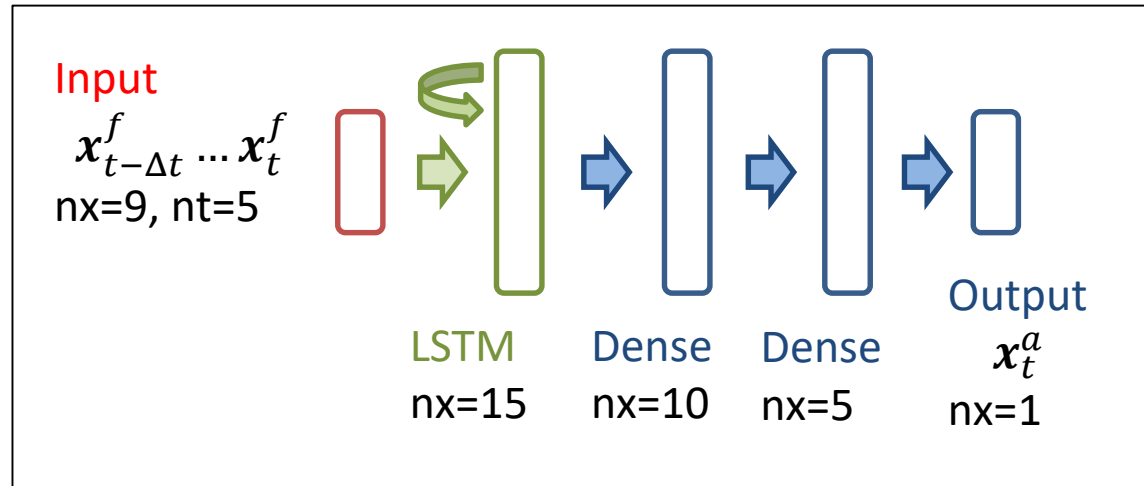 Input
𝒙^f_{t−Δt} … 𝒙^f_t
nx=9, nt=5
LSTM
nx=15
Dense
nx=10
Dense
nx=5
Output
𝒙^a_t
nx=1